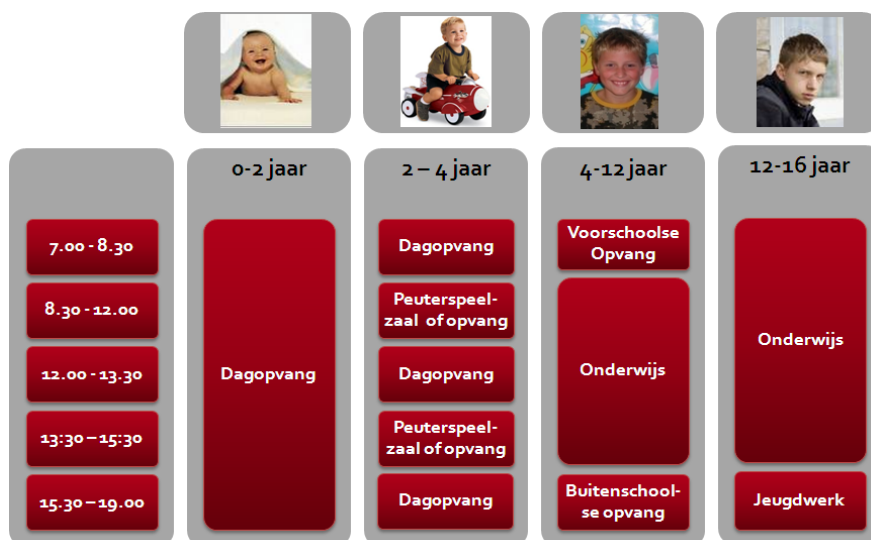 0-2 jaar
2 – 4 jaar
4-12 jaar
12-16 jaar
7.00 - 8.30
8.30 - 12.00
12.00 - 13.30
13:30 – 15:30
15.30 – 19.00
Dagopvang
Dagopvang
Peuterspeel-
zaal of opvang
Dagopvang
Peuterspeel-
zaal of opvang
Dagopvang
Voorschoolse
Opvang
Onderwijs
Buitenschool-
se opvang
Onderwijs
Jeugdwerk